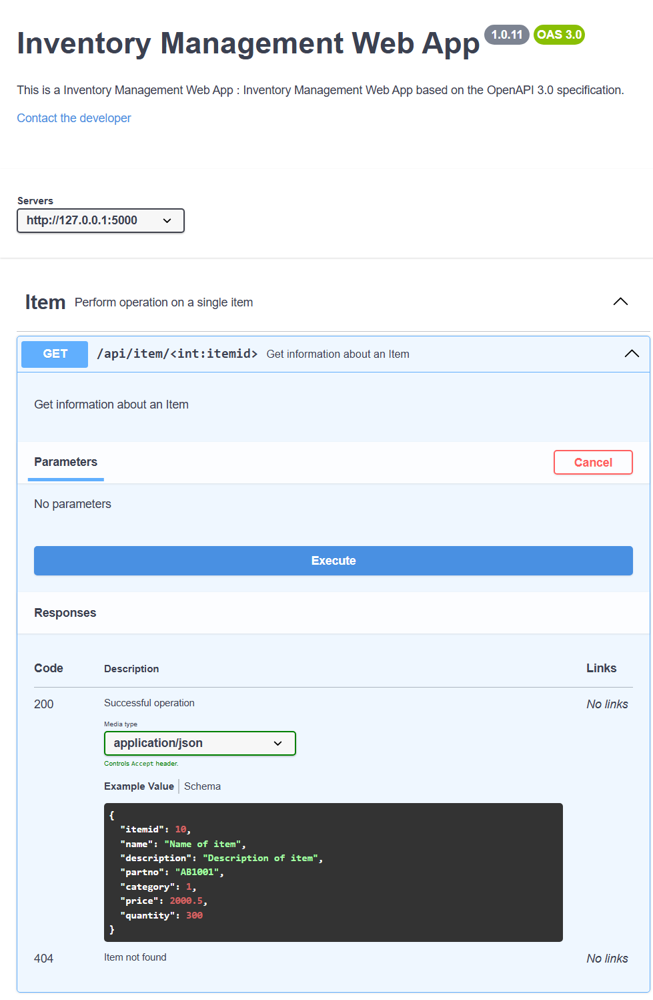 Inventory Management Web App 1.0.11 OAS 3.0
This is a Inventory Management Web App : Inventory Management Web App based on the OpenAPI 3.0 specification.
Contact the developer
Servers
http://127.0.0.1:5000
Item Perform operation on a single item
GET /api/item/<int:itemid> Get information about an Item
Get information about an Item
Parameters Cancel
No parameters
Execute
Responses
Code Description Links
200 Successful operation No links
Media type
application/json
Controls Accept header.
Example Value Schema
{
  "itemid": 10,
  "name": "Name of item",
  "description": "Description of item",
  "partno": "AB1001",
  "category": 1,
  "price": 2000.5,
  "quantity": 300
}
404 Item not found No links